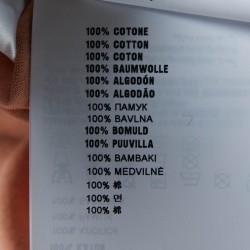 100% COTONE
100% COTTON
100% COTON
100% BAUMWOLLE
100% ALGODÓN
100% ALGODÃO
100% ПАМУК
100% BAVLNA
100% BOMULD
100% PUUVILLA
100% BAMBAKI
100% MEDVILNĖ
100% 棉
100% 면
100% 棉